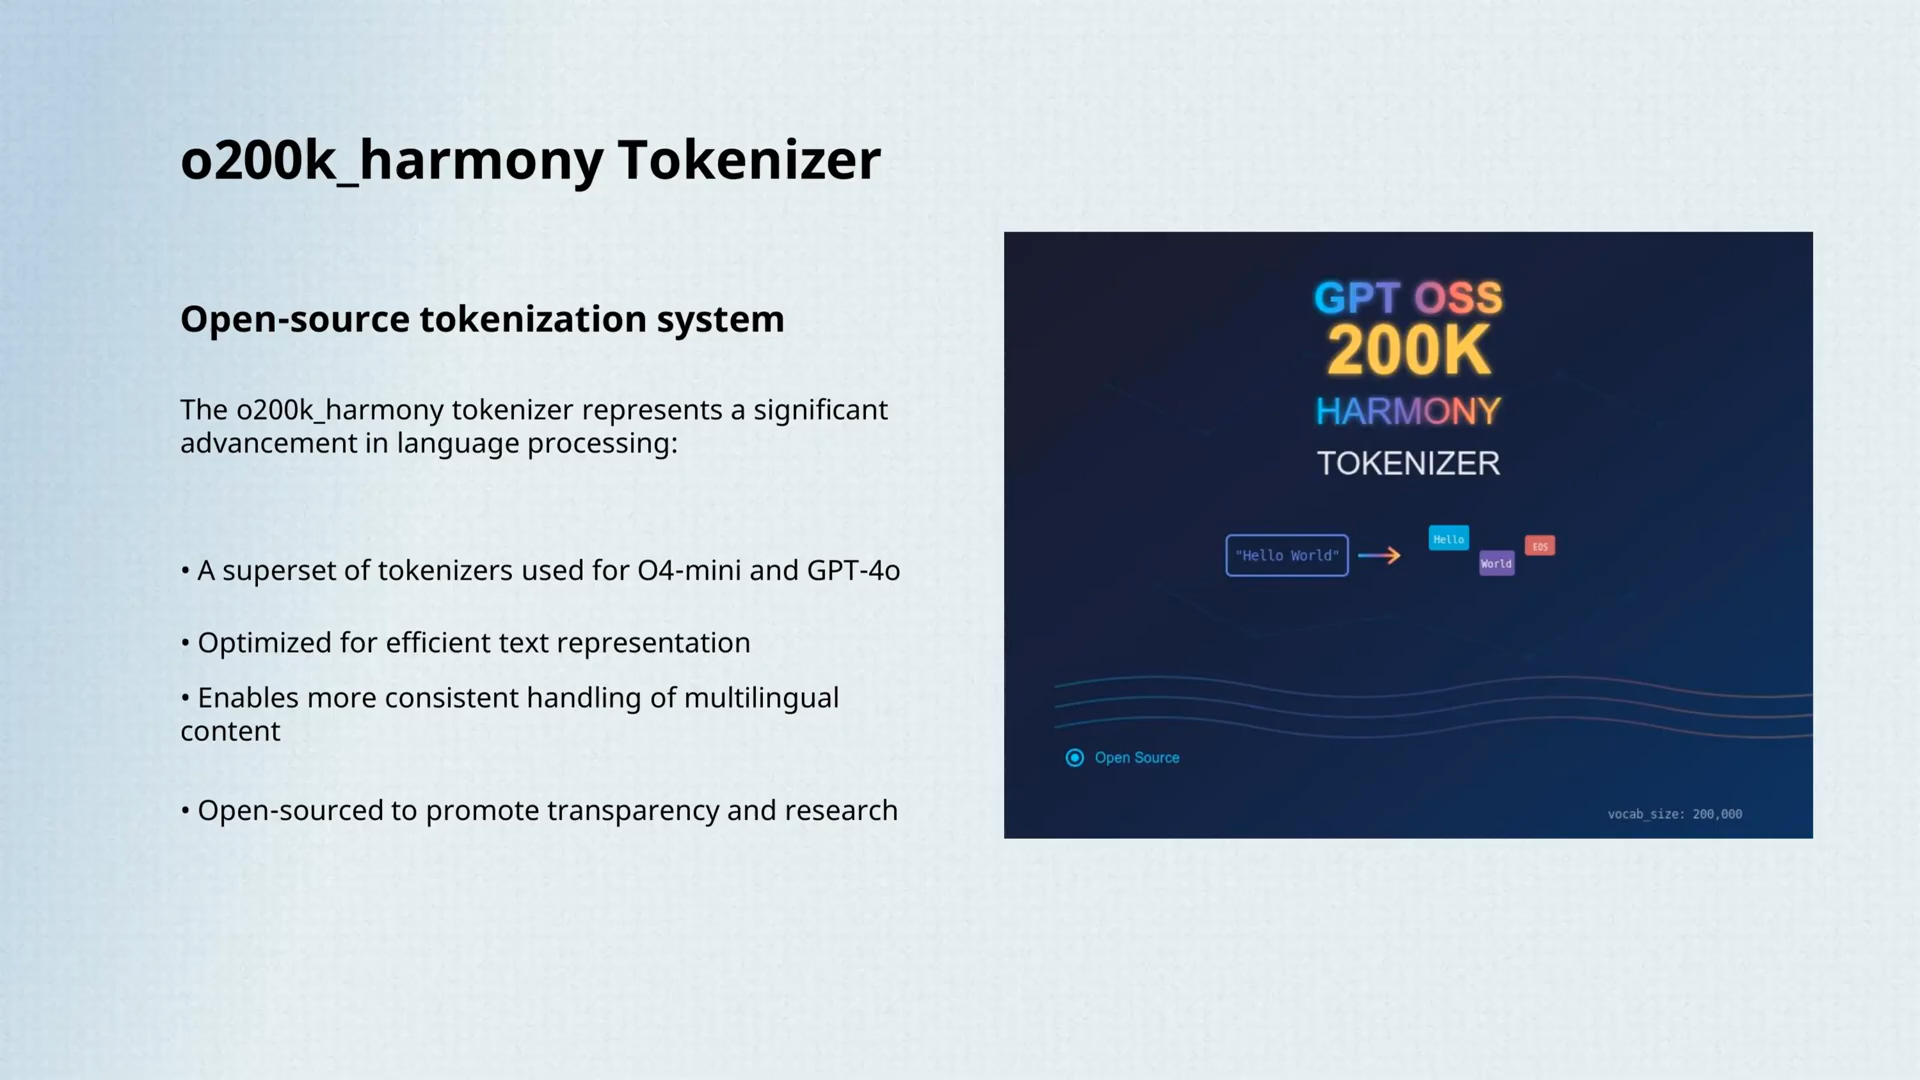 o200k_harmony Tokenizer
Open-source tokenization system
The o200k_harmony tokenizer represents a significant
advancement in language processing:
• A superset of tokenizers used for O4-mini and GPT-4o
• Optimized for efficient text representation
• Enables more consistent handling of multilingual
content
• Open-sourced to promote transparency and research
GPT OSS
200K
HARMONY
TOKENIZER
"Hello World"
Hello
World
EOS
Open Source
vocab_size: 200,000